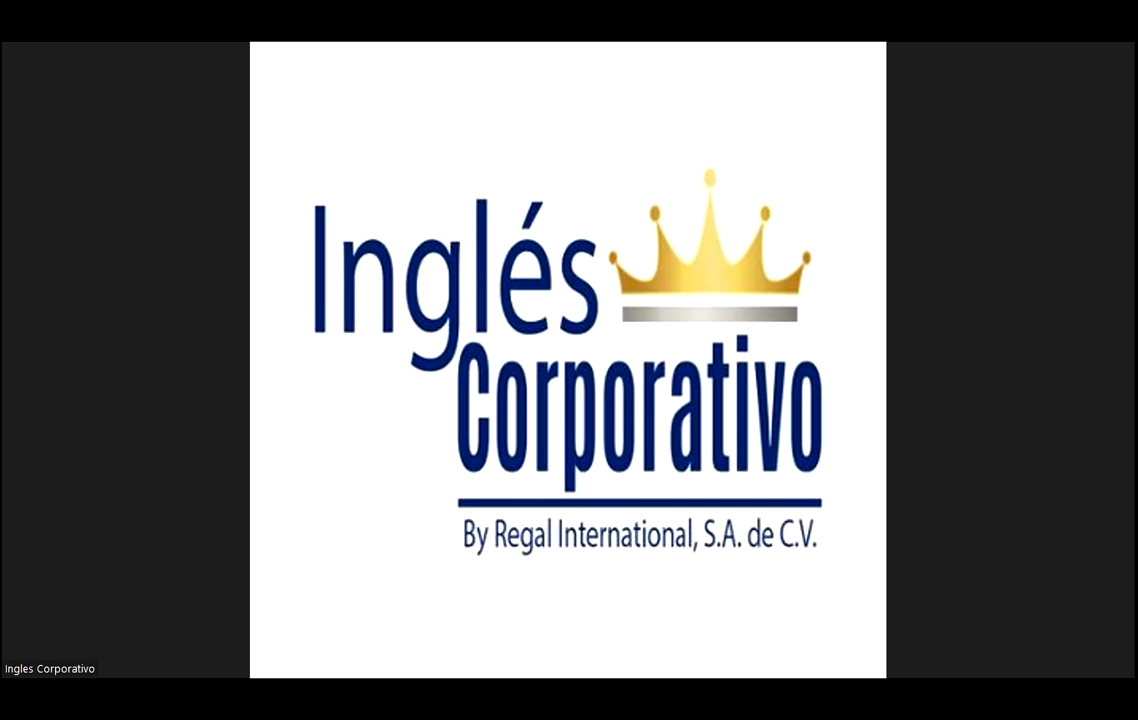 Inglés
Corporativo
By Regal International, S.A. de C.V.
Ingles Corporativo